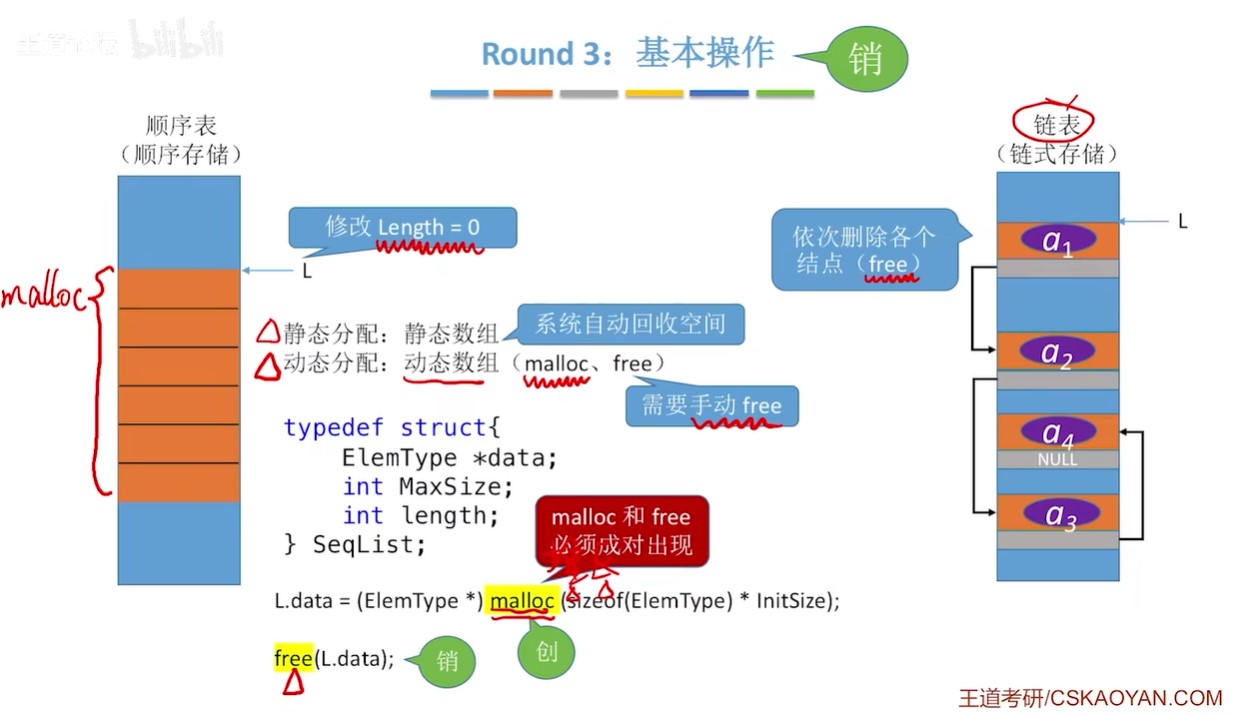 王道论坛 bilibili
Round 3：基本操作
销
顺序表
（顺序存储）
链表
（链式存储）
修改 Length = 0
L
malloc
静态分配：静态数组
系统自动回收空间
动态分配：动态数组（malloc、free）
需要手动 free
typedef struct{
ElemType *data;
int MaxSize;
int length;
} SeqList;
malloc 和 free
必须成对出现
L.data = (ElemType *) malloc (sizeof(ElemType) * InitSize);
创
free(L.data);
销
依次删除各个
结点（free）
L
a1
a2
a4
NULL
a3
王道考研/CSKAOYAN.COM